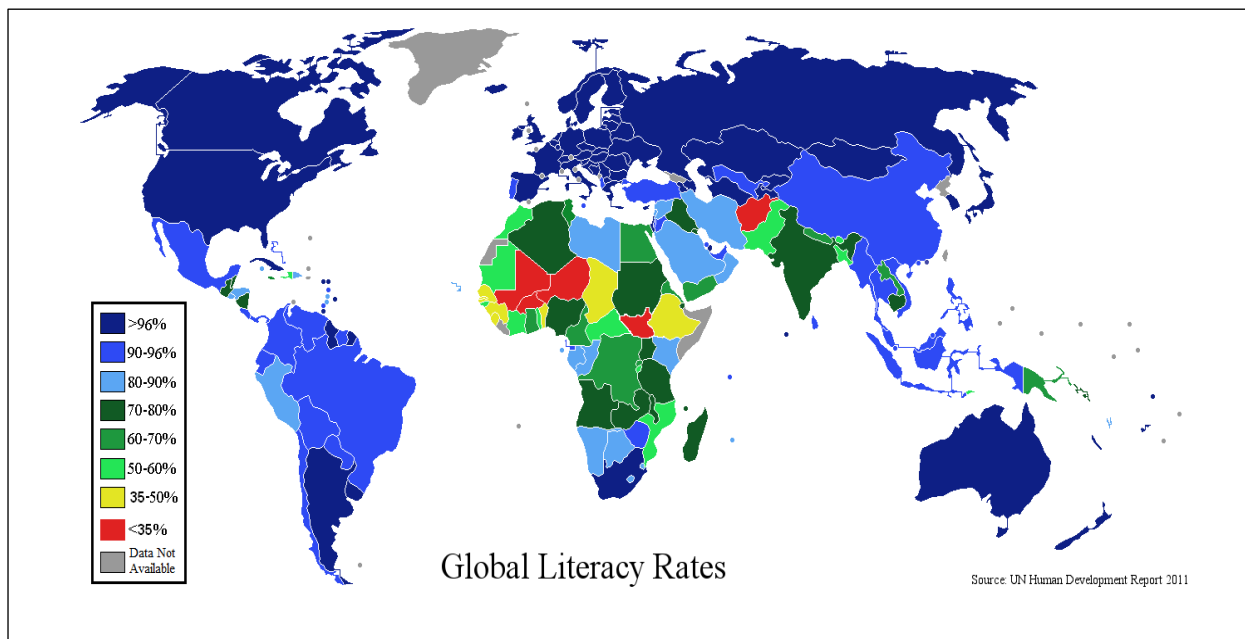 >96%
90-96%
80-90%
70-80%
60-70%
50-60%
35-50%
<35%
Data Not
Available
Global Literacy Rates
Source: UN Human Development Report 2011